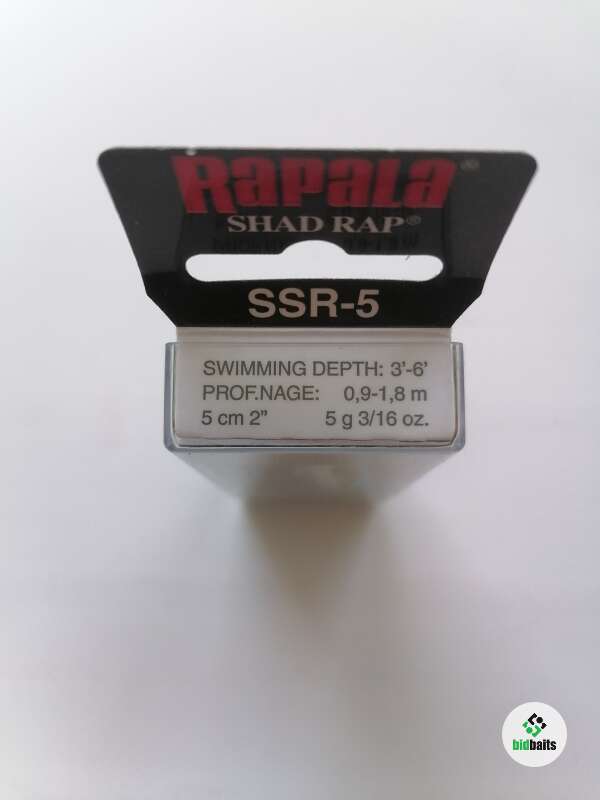 Rapala®
SHAD RAP®
SSR-5
SWIMMING DEPTH: 3'-6'
PROF.NAGE: 0,9-1,8 m
5 cm 2" 5 g 3/16 oz.
bidbaits